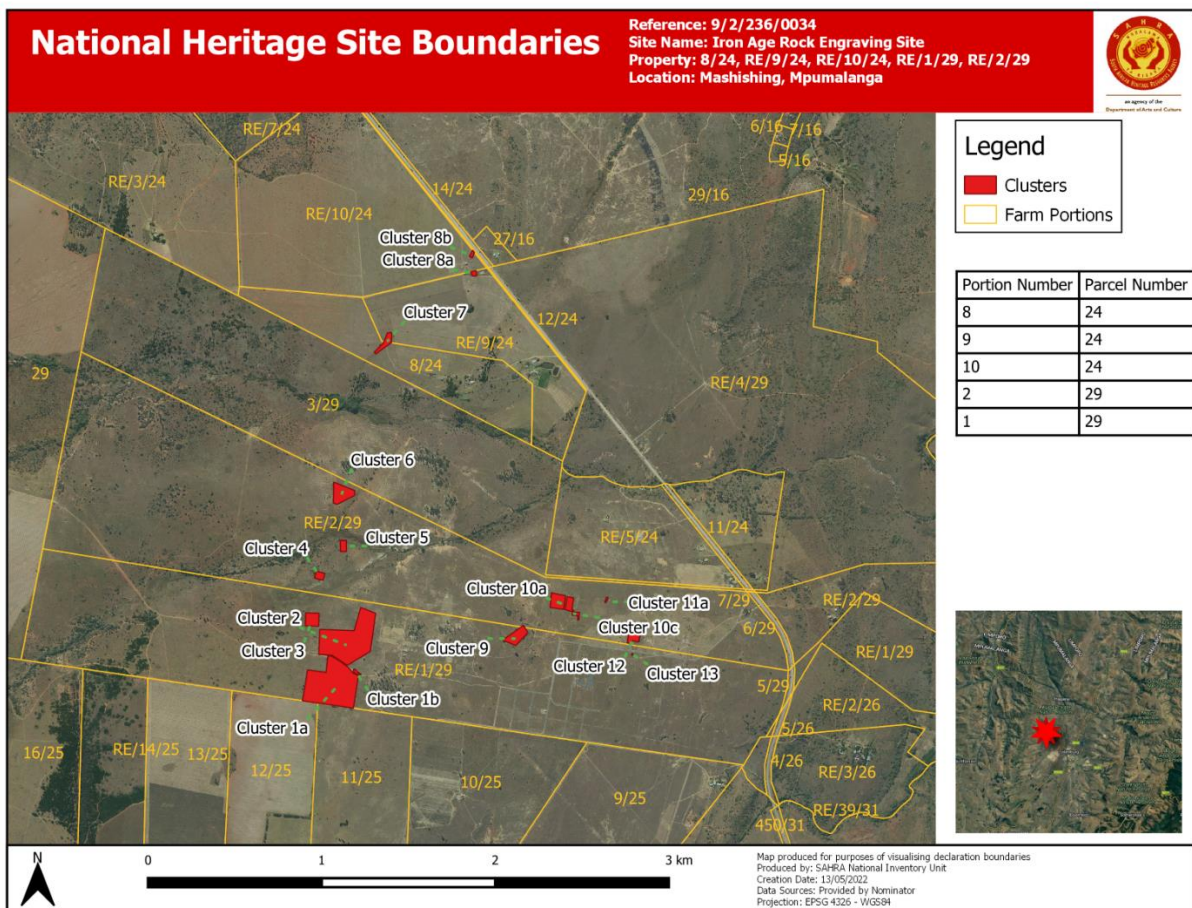 National Heritage Site Boundaries
Reference: 9/2/236/0034
Site Name: Iron Age Rock Engraving Site
Property: 8/24, RE/9/24, RE/10/24, RE/1/29, RE/2/29
Location: Mashishing, Mpumalanga
S A H R A
an agency of the
Department of Arts and Culture
Legend
Clusters
Farm Portions
Portion Number Parcel Number
8 24
9 24
10 24
2 29
1 29
RE/7/24
6/16
7/16
5/16
RE/3/24
14/24
29/16
RE/10/24
Cluster 8b
27/16
Cluster 8a
Cluster 7
12/24
RE/9/24
8/24
29
RE/4/29
3/29
Cluster 6
RE/2/29
11/24
Cluster 5
RE/5/24
Cluster 4
Cluster 10a
Cluster 11a
7/29
RE/2/29
Cluster 2
Cluster 10c
6/29
Cluster 3
Cluster 9
RE/1/29
RE/1/29
Cluster 12
Cluster 13
5/29
Cluster 1b
RE/2/26
Cluster 1a
5/26
16/25
RE/14/25
13/25
12/25
11/25
10/25
4/26
RE/3/26
9/25
RE/39/31
450/31
N
0 1 2 3 km
Map produced for purposes of visualising declaration boundaries
Produced by: SAHRA National Inventory Unit
Creation Date: 13/05/2022
Data Sources: Provided by Nominator
Projection: EPSG 4326 - WGS84